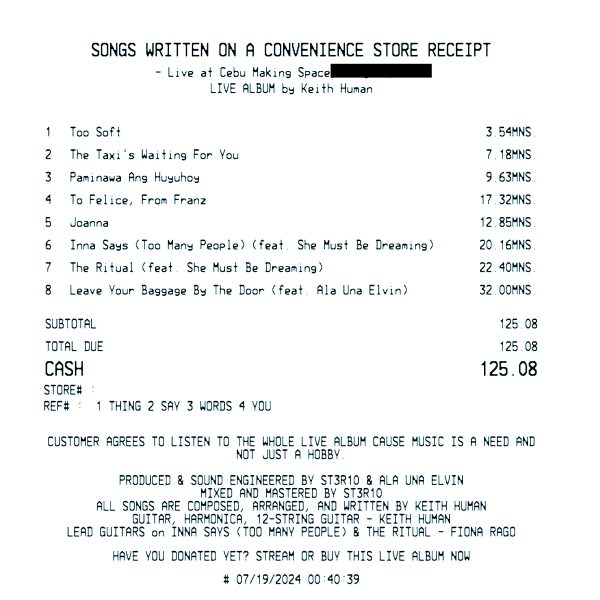 SONGS WRITTEN ON A CONVENIENCE STORE RECEIPT
- Live at Cebu Making Space
LIVE ALBUM by Keith Human
1 Too Soft 3.54MNS.
2 The Taxi's Waiting For You 7.18MNS.
3 Paminawa Ang Huyuhoy 9.63MNS.
4 To Felice, From Franz 17.32MNS.
5 Joanna 12.85MNS.
6 Inna Says (Too Many People) (feat. She Must Be Dreaming) 20.16MNS.
7 The Ritual (feat. She Must Be Dreaming) 22.40MNS.
8 Leave Your Baggage By The Door (feat. Ala Una Elvin) 32.00MNS.
SUBTOTAL 125.08
TOTAL DUE 125.08
CASH 125.08
STORE# :
REF# : 1 THING 2 SAY 3 WORDS 4 YOU
CUSTOMER AGREES TO LISTEN TO THE WHOLE LIVE ALBUM CAUSE MUSIC IS A NEED AND
NOT JUST A HOBBY.
PRODUCED & SOUND ENGINEERED BY ST3R10 & ALA UNA ELVIN
MIXED AND MASTERED BY ST3R10
ALL SONGS ARE COMPOSED, ARRANGED, AND WRITTEN BY KEITH HUMAN
GUITAR, HARMONICA, 12-STRING GUITAR - KEITH HUMAN
LEAD GUITARS on INNA SAYS (TOO MANY PEOPLE) & THE RITUAL - FIONA RAGO
HAVE YOU DONATED YET? STREAM OR BUY THIS LIVE ALBUM NOW
# 07/19/2024 00:40:39